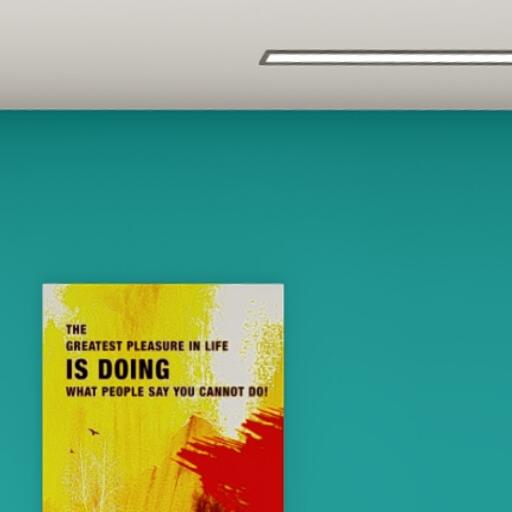 THE
GREATEST PLEASURE IN LIFE
IS DOING
WHAT PEOPLE SAY YOU CANNOT DO!